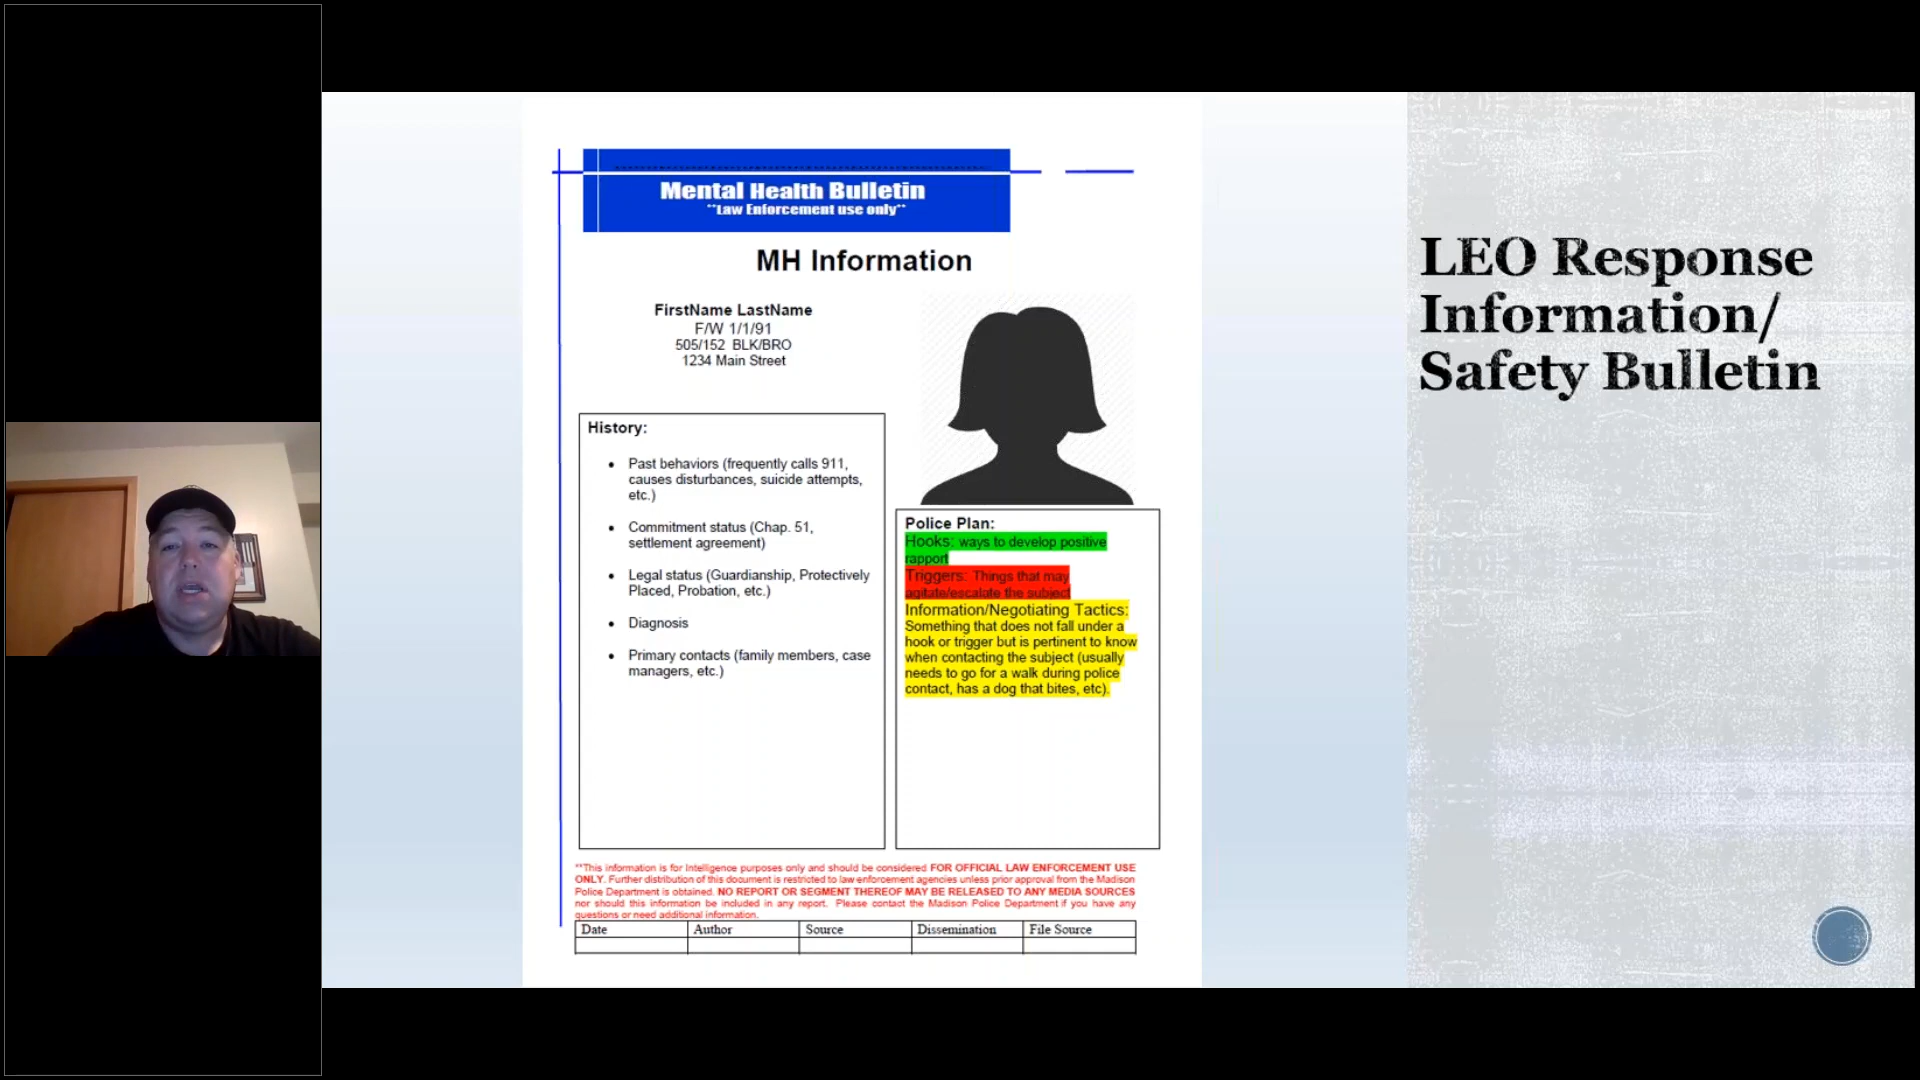 Mental Health Bulletin
**Law Enforcement use only**
MH Information
FirstName LastName
F/W 1/1/91
505/152 BLK/BRO
1234 Main Street
History:
• Past behaviors (frequently calls 911,
causes disturbances, suicide attempts,
etc.)
• Commitment status (Chap. 51,
settlement agreement)
• Legal status (Guardianship, Protectively
Placed, Probation, etc.)
• Diagnosis
• Primary contacts (family members, case
managers, etc.)
Police Plan:
Hooks: ways to develop positive
rapport
Triggers: Things that may
agitate/escalate the subject
Information/Negotiating Tactics:
Something that does not fall under a
hook or trigger but is pertinent to know
when contacting the subject (usually
needs to go for a walk during police
contact, has a dog that bites, etc).
**This information is for Intelligence purposes only and should be considered FOR OFFICIAL LAW ENFORCEMENT USE
ONLY. Further distribution of this document is restricted to law enforcement agencies unless prior approval from the Madison
Police Department is obtained. NO REPORT OR SEGMENT THEREOF MAY BE RELEASED TO ANY MEDIA SOURCES
nor should this information be included in any report. Please contact the Madison Police Department if you have any
questions or need additional information.
Date Author Source Dissemination File Source
LEO Response
Information/
Safety Bulletin